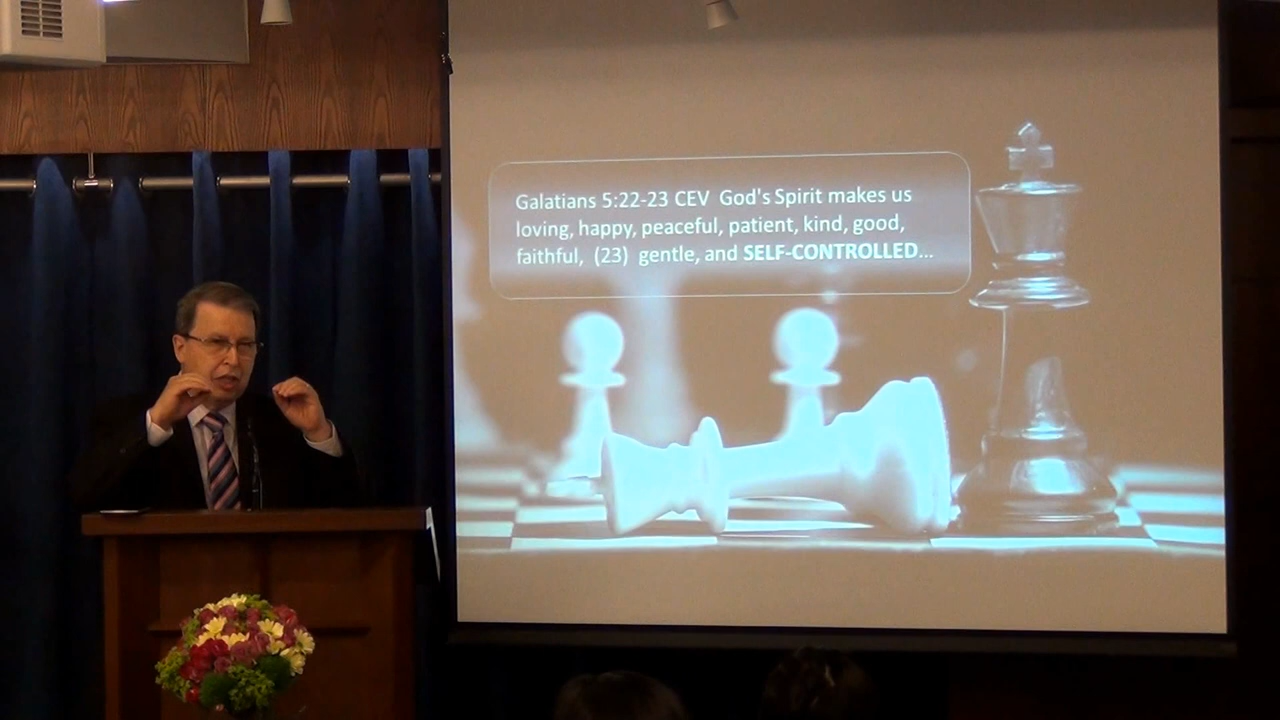 Galatians 5:22-23 CEV God's Spirit makes us
loving, happy, peaceful, patient, kind, good,
faithful, (23) gentle, and SELF-CONTROLLED…